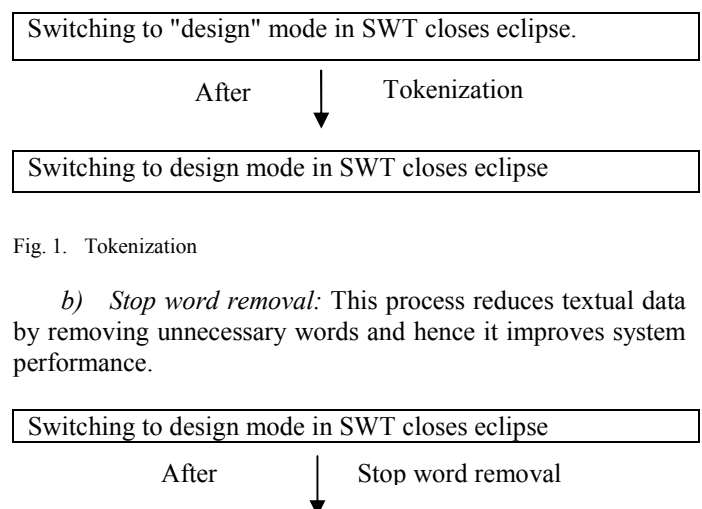 Switching to "design" mode in SWT closes eclipse.
After Tokenization
Switching to design mode in SWT closes eclipse
Fig. 1. Tokenization
b) Stop word removal: This process reduces textual data
by removing unnecessary words and hence it improves system
performance.
Switching to design mode in SWT closes eclipse
After Stop word removal